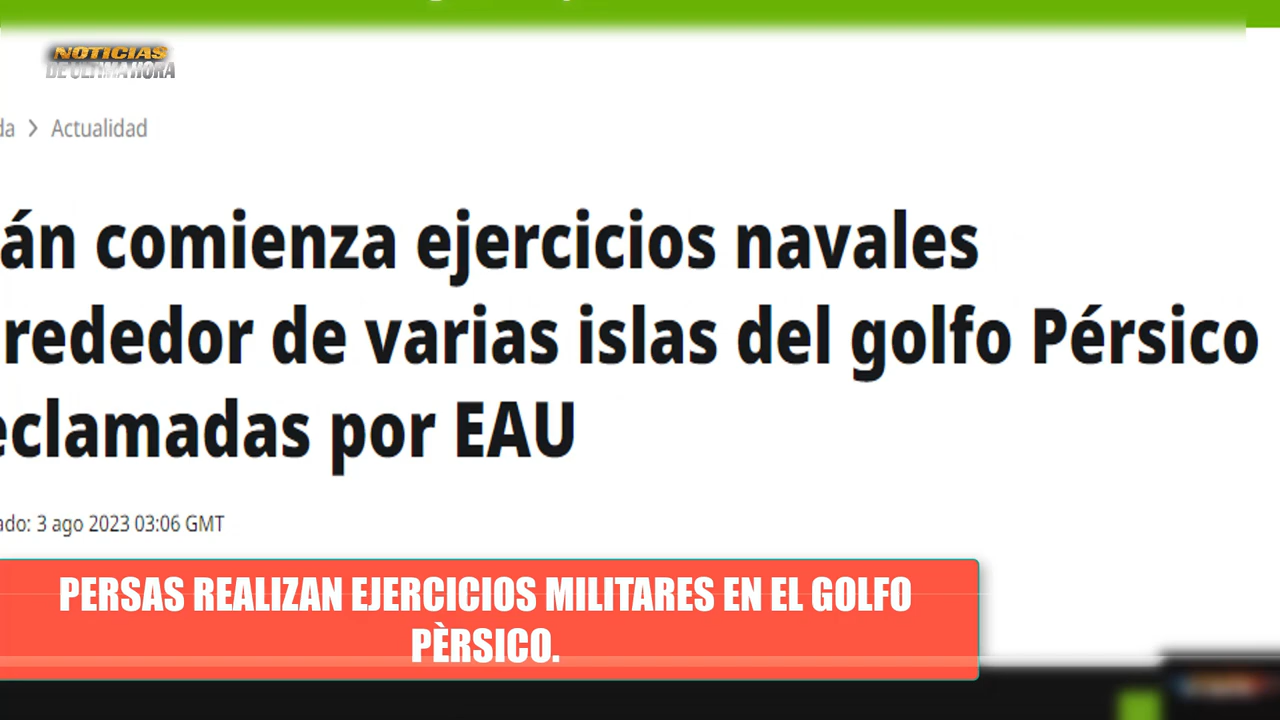 NOTICIAS
DE ULTIMA HORA
da > Actualidad
án comienza ejercicios navales
rededor de varias islas del golfo Pérsico
eclamadas por EAU
ado: 3 ago 2023 03:06 GMT
PERSAS REALIZAN EJERCICIOS MILITARES EN EL GOLFO
PÈRSICO.